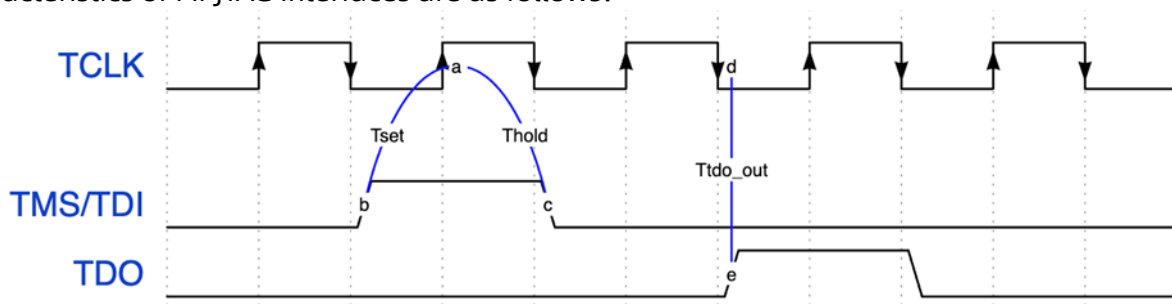 TCLK
a
d
Tset
Thold
Ttdo_out
TMS/TDI
b
c
TDO
e